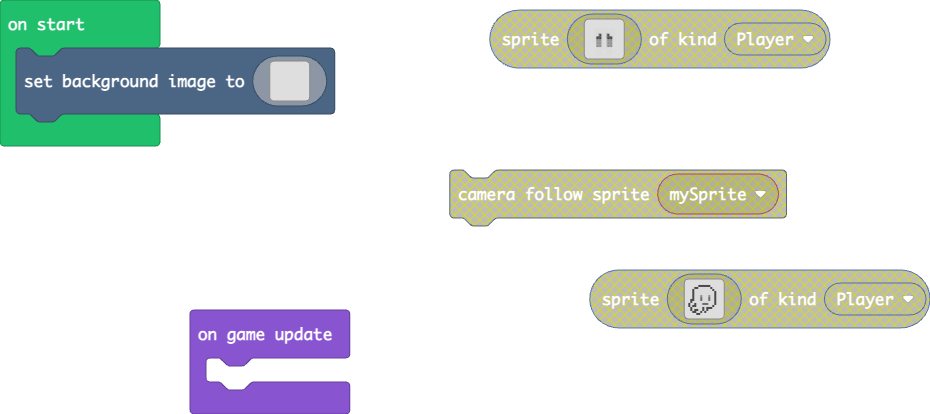 on start
set background image to
sprite of kind Player
camera follow sprite mySprite
sprite of kind Player
on game update